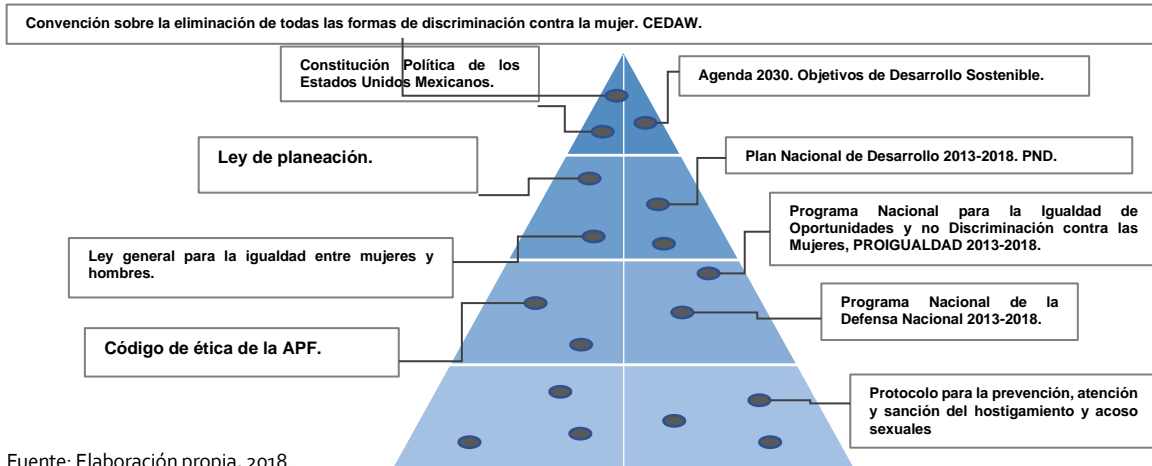 Convención sobre la eliminación de todas las formas de discriminación contra la mujer. CEDAW.
Constitución Política de los
Estados Unidos Mexicanos.
Agenda 2030. Objetivos de Desarrollo Sostenible.
Ley de planeación.
Plan Nacional de Desarrollo 2013-2018. PND.
Programa Nacional para la Igualdad de
Oportunidades y no Discriminación contra las
Mujeres, PROIGUALDAD 2013-2018.
Ley general para la igualdad entre mujeres y
hombres.
Programa Nacional de la
Defensa Nacional 2013-2018.
Código de ética de la APF.
Protocolo para la prevención, atención
y sanción del hostigamiento y acoso
sexuales
Fuente: Elaboración propia, 2018